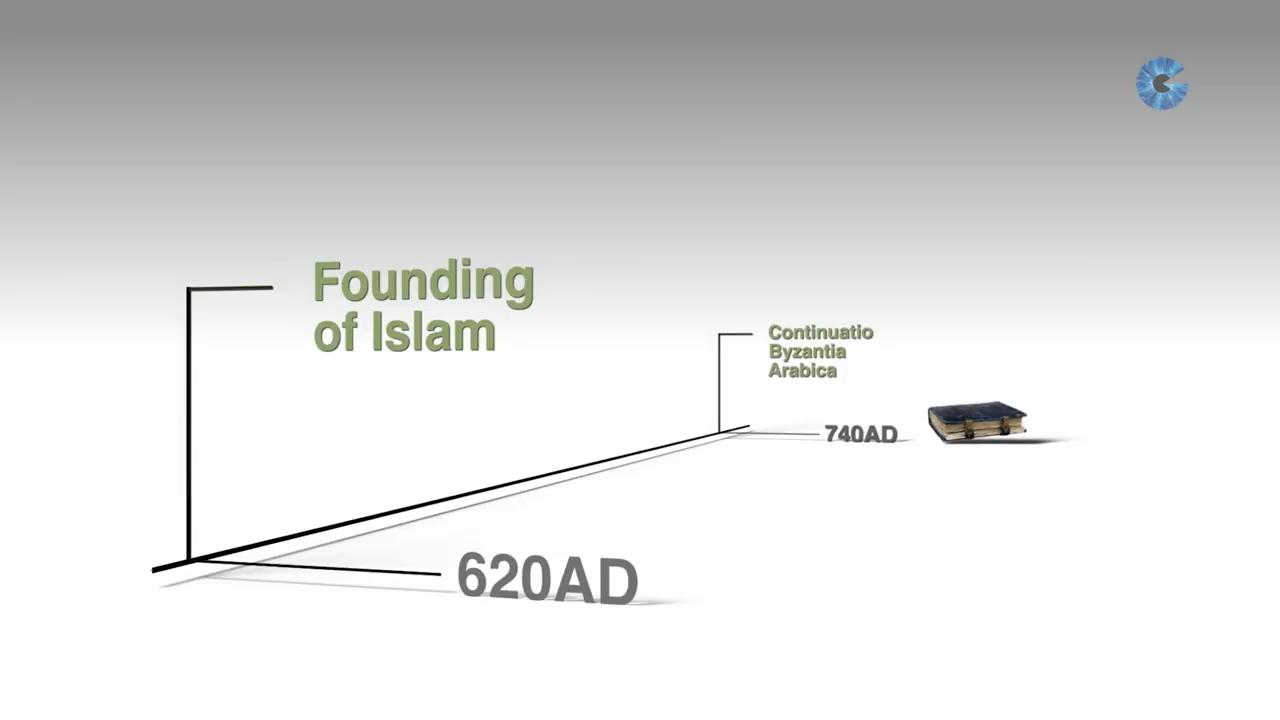 Founding
of Islam
620AD
Continuatio
Byzantia
Arabica
740AD